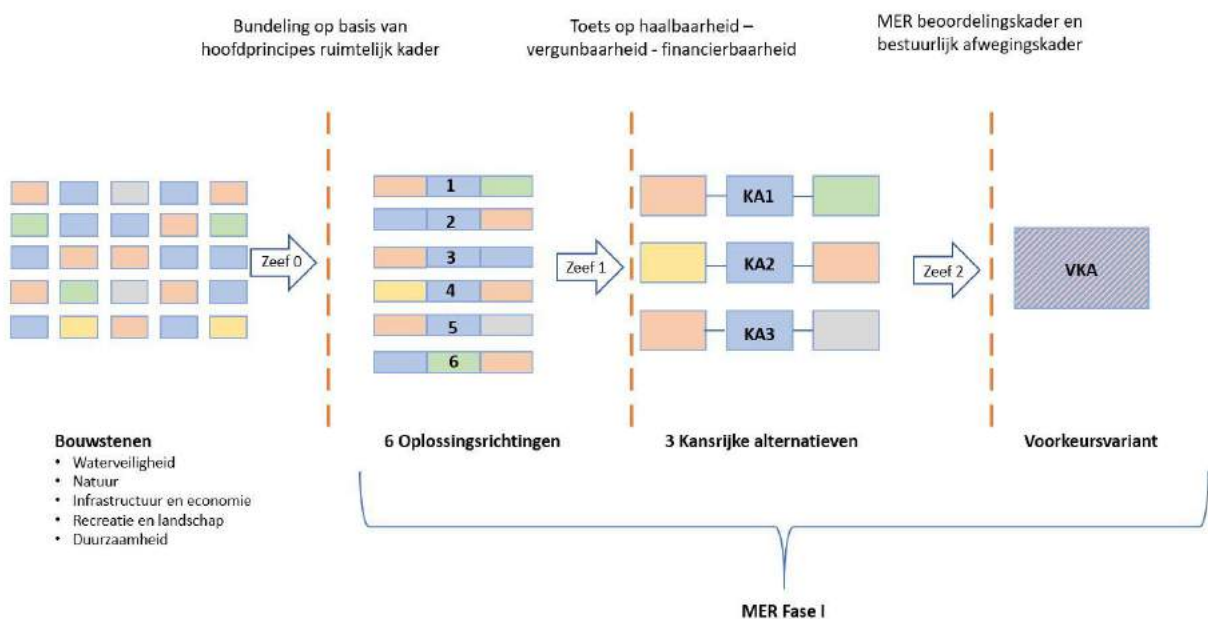 Bundeling op basis van
hoofdprincipes ruimtelijk kader
Toets op haalbaarheid –
vergunbaarheid - financierbaarheid
MER beoordelingskader en
bestuurlijk afwegingskader
Zeef 0
1
2
3
4
5
6
Zeef 1
KA1
KA2
KA3
Zeef 2
VKA
Bouwstenen
• Waterveiligheid
• Natuur
• Infrastructuur en economie
• Recreatie en landschap
• Duurzaamheid
6 Oplossingsrichtingen
3 Kansrijke alternatieven
Voorkeursvariant
MER Fase I